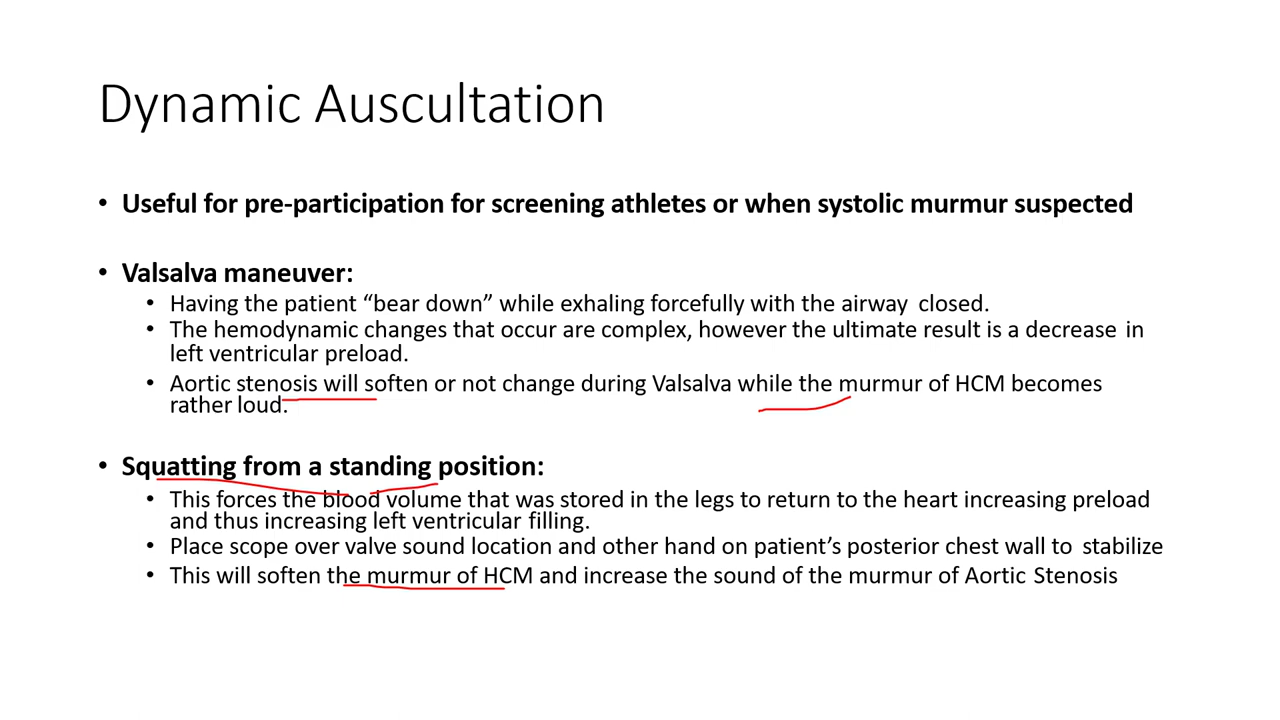 Dynamic Auscultation
• Useful for pre-participation for screening athletes or when systolic murmur suspected
• Valsalva maneuver:
• Having the patient “bear down” while exhaling forcefully with the airway closed.
• The hemodynamic changes that occur are complex, however the ultimate result is a decrease in
left ventricular preload.
• Aortic stenosis will soften or not change during Valsalva while the murmur of HCM becomes
rather loud.
• Squatting from a standing position:
• This forces the blood volume that was stored in the legs to return to the heart increasing preload
and thus increasing left ventricular filling.
• Place scope over valve sound location and other hand on patient’s posterior chest wall to stabilize
• This will soften the murmur of HCM and increase the sound of the murmur of Aortic Stenosis